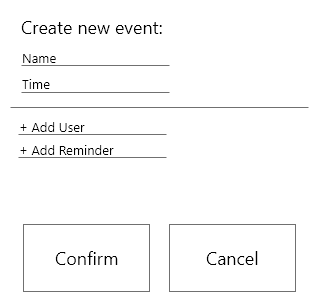 Create new event:
Name
Time
+ Add User
+ Add Reminder
Confirm
Cancel